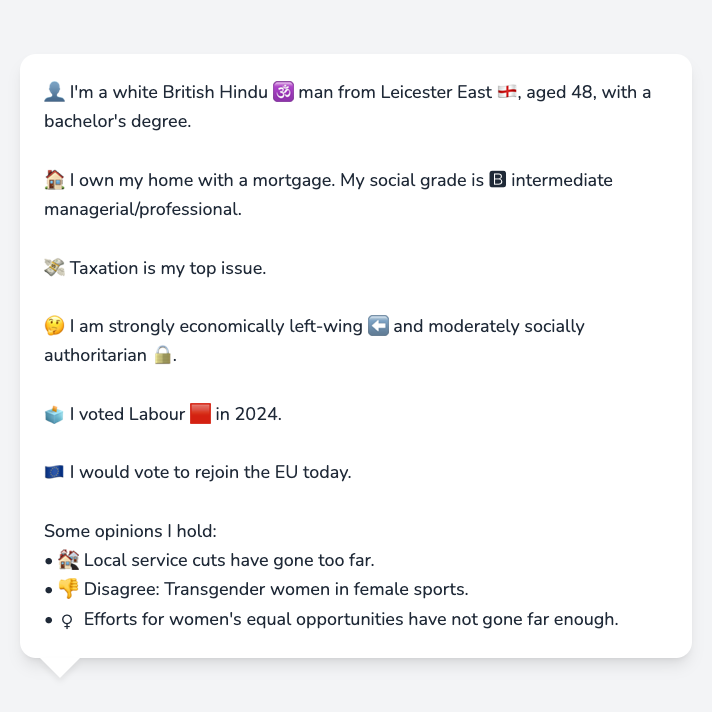 👤 I'm a white British Hindu 🕉️ man from Leicester East 🏴󠁧󠁢󠁥󠁮󠁧󠁿, aged 48, with a
bachelor's degree.
🏠 I own my home with a mortgage. My social grade is 🅱 intermediate
managerial/professional.
💸 Taxation is my top issue.
🤔 I am strongly economically left-wing ⬅️ and moderately socially
authoritarian 🔒.
🗳️ I voted Labour 🟥 in 2024.
🇪🇺 I would vote to rejoin the EU today.
Some opinions I hold:
• 🏚️ Local service cuts have gone too far.
• 👎 Disagree: Transgender women in female sports.
• ♀ Efforts for women's equal opportunities have not gone far enough.